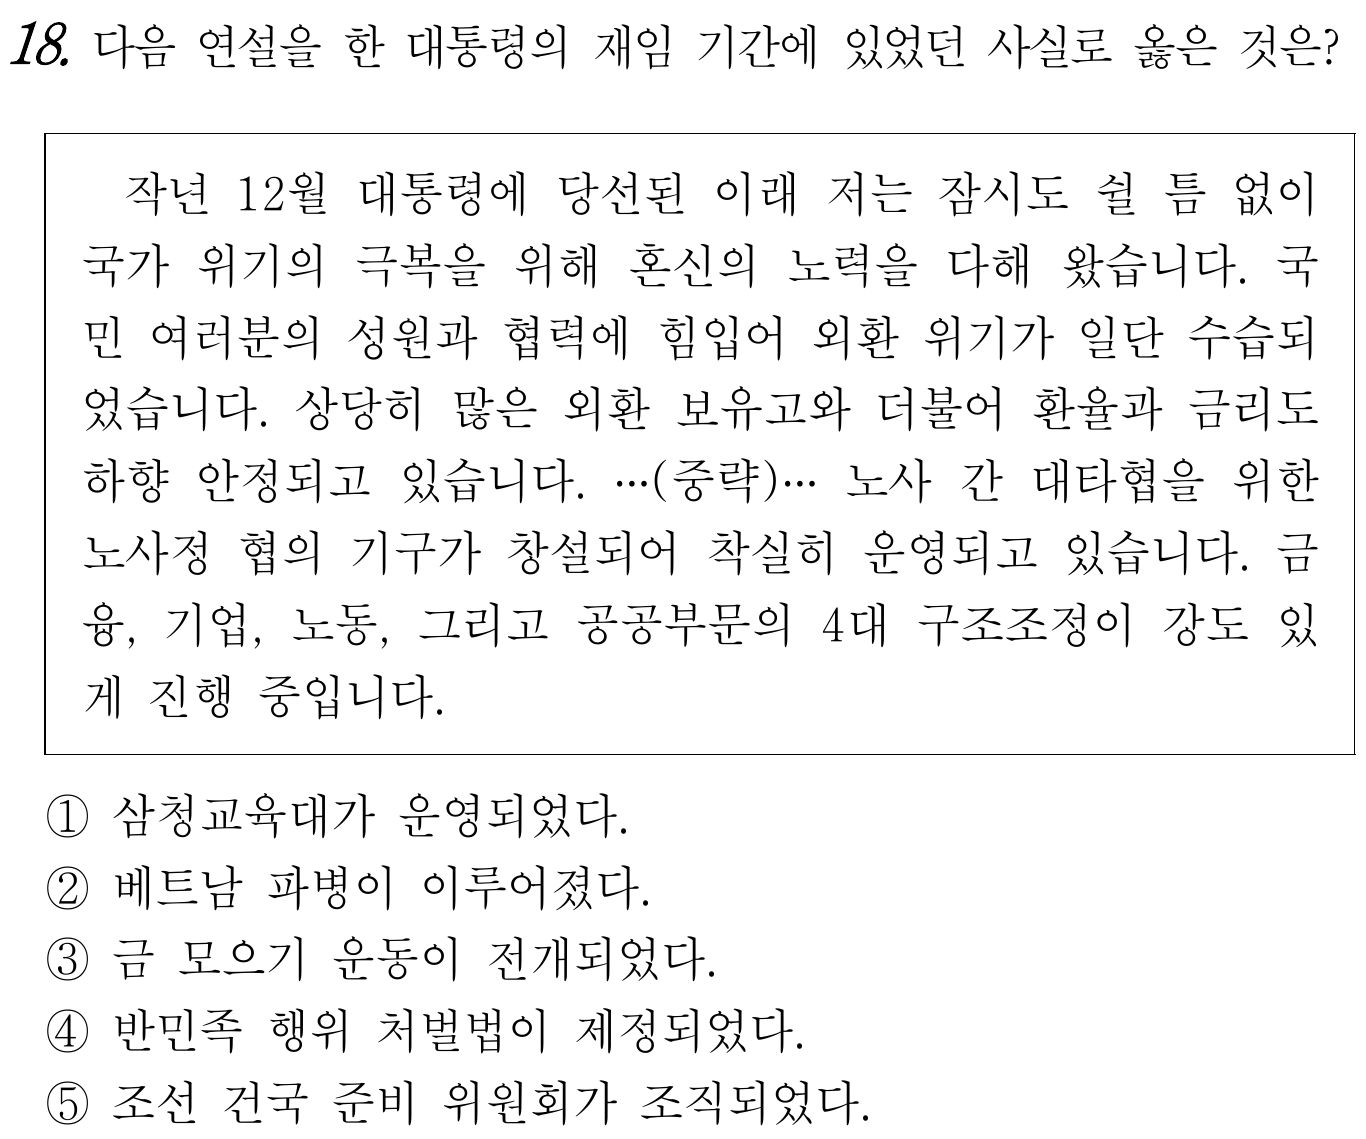 18. 다음 연설을 한 대통령의 재임 기간에 있었던 사실로 옳은 것은?
작년 12월 대통령에 당선된 이래 저는 잠시도 쉴 틈 없이
국가 위기의 극복을 위해 혼신의 노력을 다해 왔습니다. 국
민 여러분의 성원과 협력에 힘입어 외환 위기가 일단 수습되
었습니다. 상당히 많은 외환 보유고와 더불어 환율과 금리도
하향 안정되고 있습니다. …(중략)… 노사 간 대타협을 위한
노사정 협의 기구가 창설되어 착실히 운영되고 있습니다. 금
융, 기업, 노동, 그리고 공공부문의 4대 구조조정이 강도 있
게 진행 중입니다.
① 삼청교육대가 운영되었다.
② 베트남 파병이 이루어졌다.
③ 금 모으기 운동이 전개되었다.
④ 반민족 행위 처벌법이 제정되었다.
⑤ 조선 건국 준비 위원회가 조직되었다.